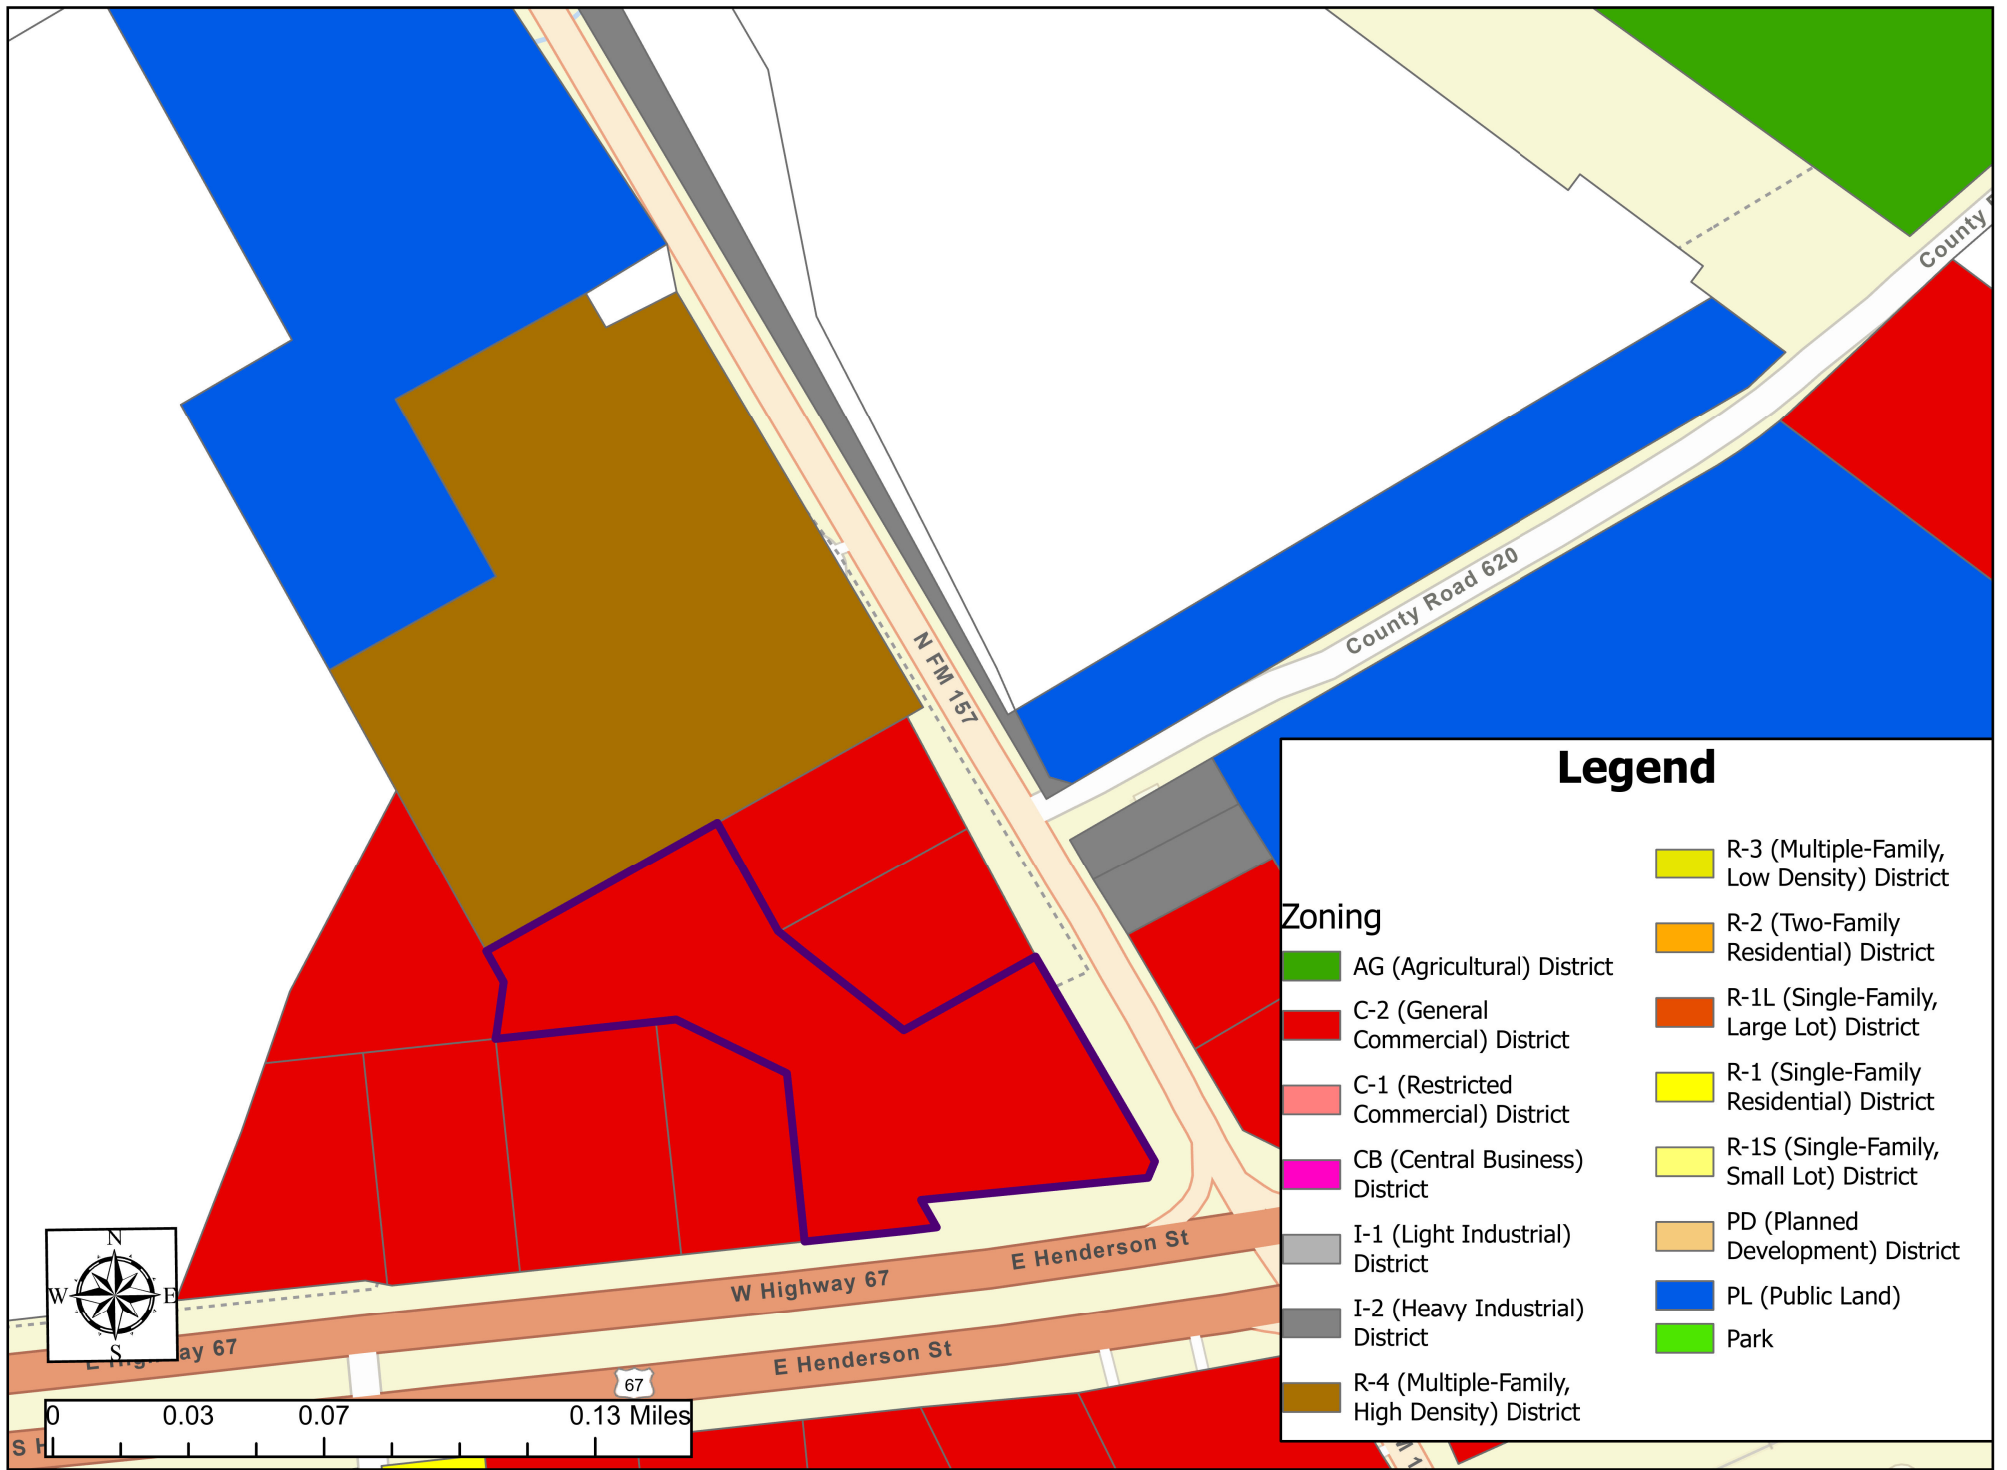 County
County Road 620
N FM 157
Legend
Zoning
AG (Agricultural) District
C-2 (General
Commercial) District
C-1 (Restricted
Commercial) District
CB (Central Business)
District
I-1 (Light Industrial)
District
I-2 (Heavy Industrial)
District
R-4 (Multiple-Family,
High Density) District
R-3 (Multiple-Family,
Low Density) District
R-2 (Two-Family
Residential) District
R-1L (Single-Family,
Large Lot) District
R-1 (Single-Family
Residential) District
R-1S (Single-Family,
Small Lot) District
PD (Planned
Development) District
PL (Public Land)
Park
N
W E
S
E Henderson St
W Highway 67
E Highway 67
E Henderson St
67
0 0.03 0.07 0.13 Miles
S H
M 1